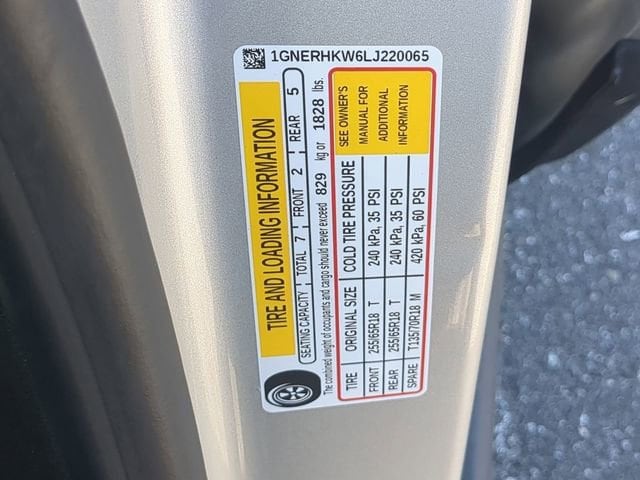 1GNERHKW6LJ220065
TIRE AND LOADING INFORMATION
SEATING CAPACITY TOTAL 7 FRONT 2 REAR 5
The combined weight of occupants and cargo should never exceed 829 kg or 1828 lbs.
TIRE ORIGINAL SIZE COLD TIRE PRESSURE
FRONT 255/65R18 T 240 kPa, 35 PSI
REAR 255/65R18 T 240 kPa, 35 PSI
SPARE T135/70R18 M 420 kPa, 60 PSI
SEE OWNER'S
MANUAL FOR
ADDITIONAL
INFORMATION